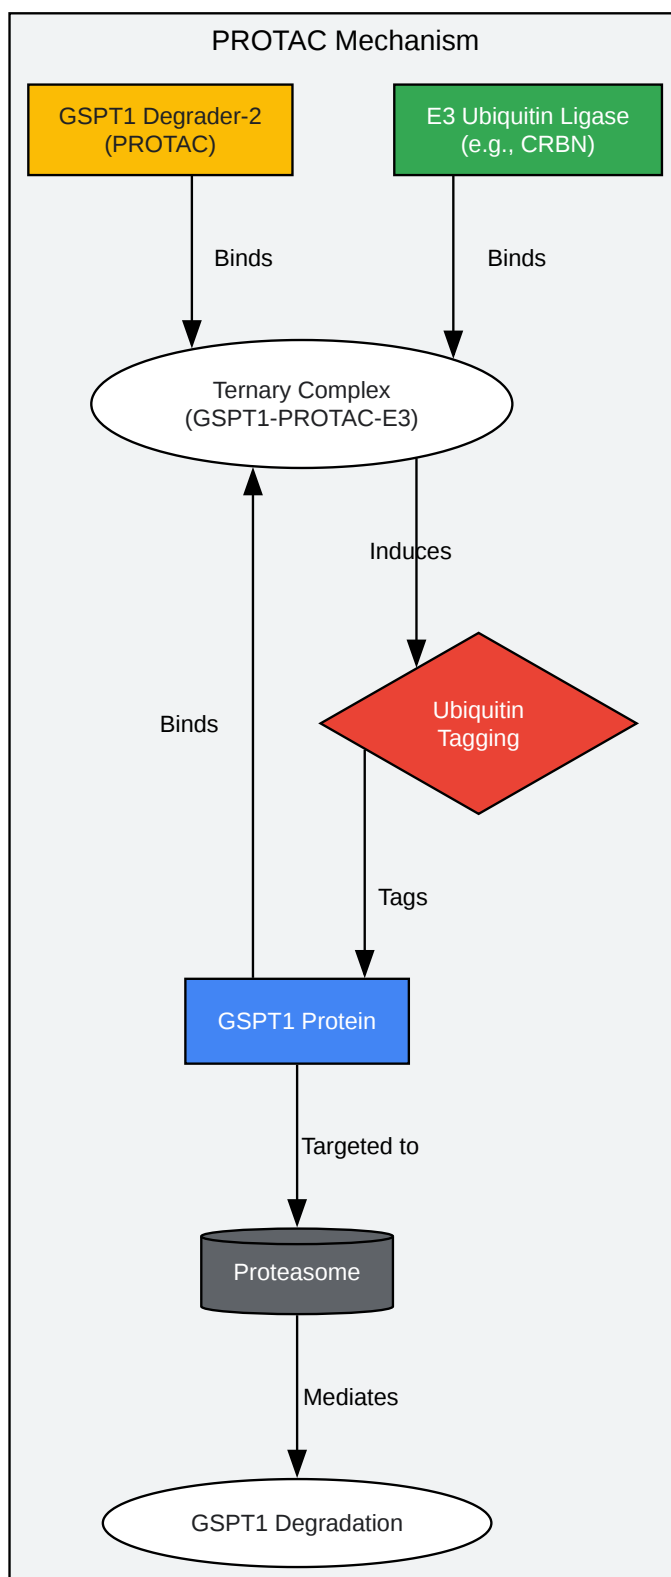 PROTAC Mechanism
GSPT1 Degrader-2
(PROTAC)
E3 Ubiquitin Ligase
(e.g., CRBN)
Binds
Binds
Ternary Complex
(GSPT1-PROTAC-E3)
Induces
Ubiquitin
Tagging
Binds
Tags
GSPT1 Protein
Targeted to
Proteasome
Mediates
GSPT1 Degradation